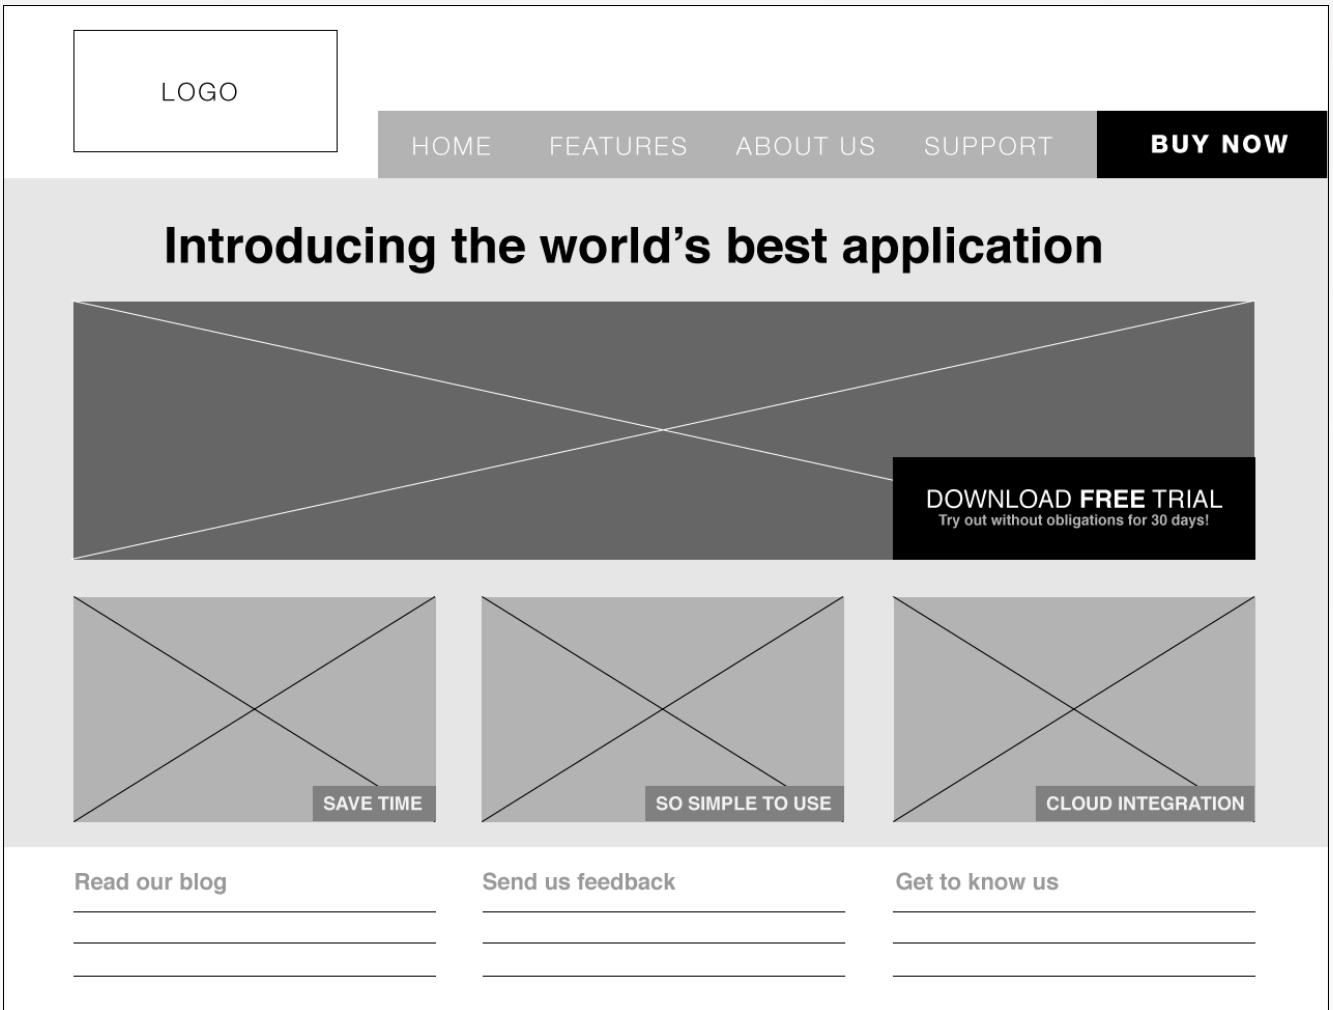 LOGO
HOME FEATURES ABOUT US SUPPORT BUY NOW
Introducing the world’s best application
DOWNLOAD FREE TRIAL
Try out without obligations for 30 days!
SAVE TIME
SO SIMPLE TO USE
CLOUD INTEGRATION
Read our blog
Send us feedback
Get to know us